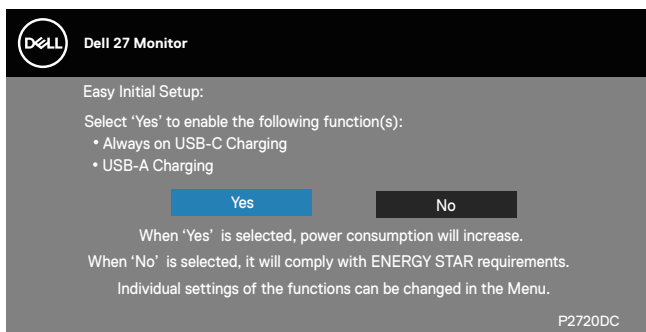 DELL
Dell 27 Monitor
Easy Initial Setup:
Select ‘Yes’ to enable the following function(s):
• Always on USB-C Charging
• USB-A Charging
Yes
No
When ‘Yes’ is selected, power consumption will increase.
When ‘No’ is selected, it will comply with ENERGY STAR requirements.
Individual settings of the functions can be changed in the Menu.
P2720DC